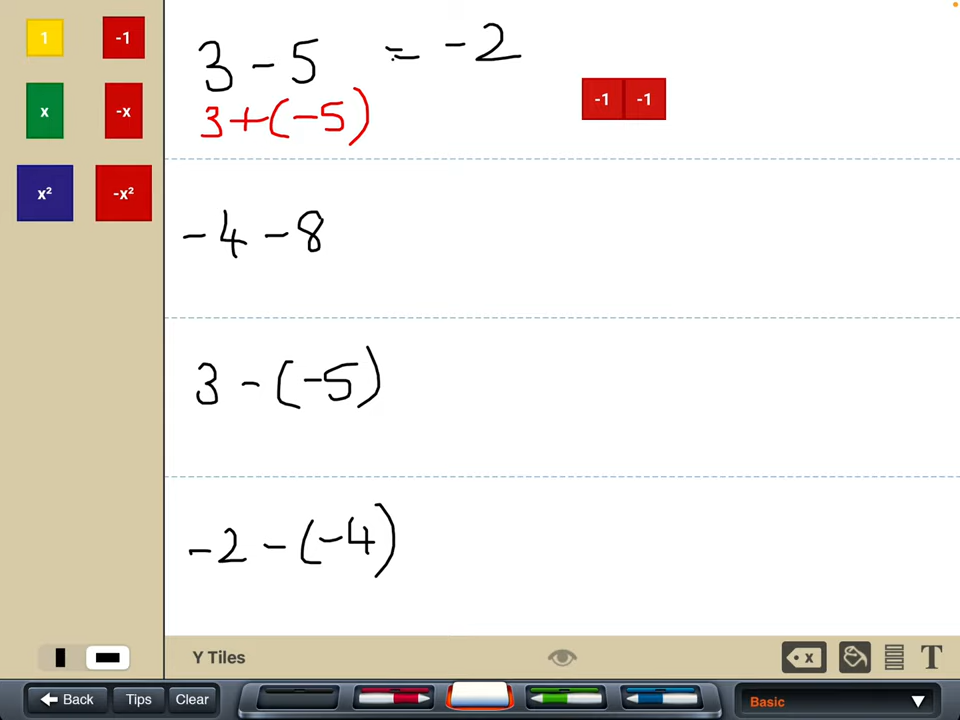 1 -1
x -x
x² -x²
3 - 5 = -2
3 + (-5)
-1 -1
-4 - 8
3 - (-5)
-2 - (-4)
Y Tiles x T
Back Tips Clear Basic